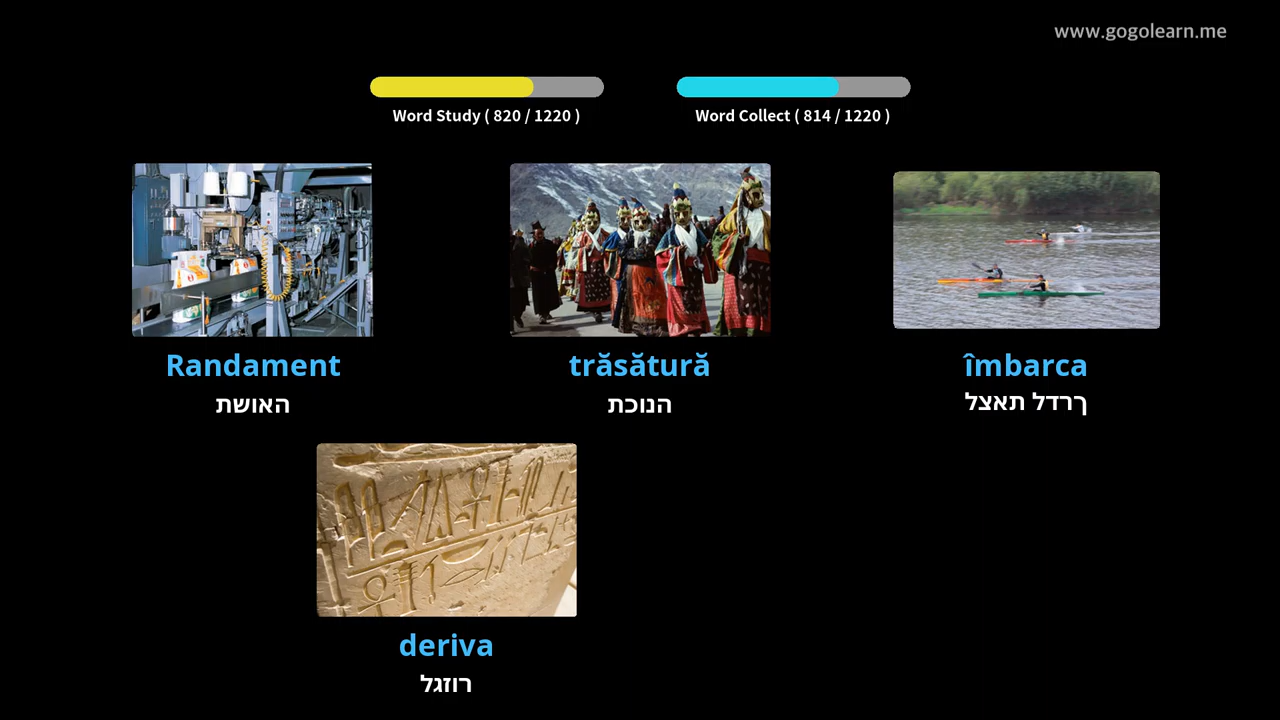 www.gogolearn.me
Word Study ( 820 / 1220 )
Word Collect ( 814 / 1220 )
Randament
האושת
trăsătură
הנוכת
îmbarca
ךרדל תאצל
deriva
רוזגל